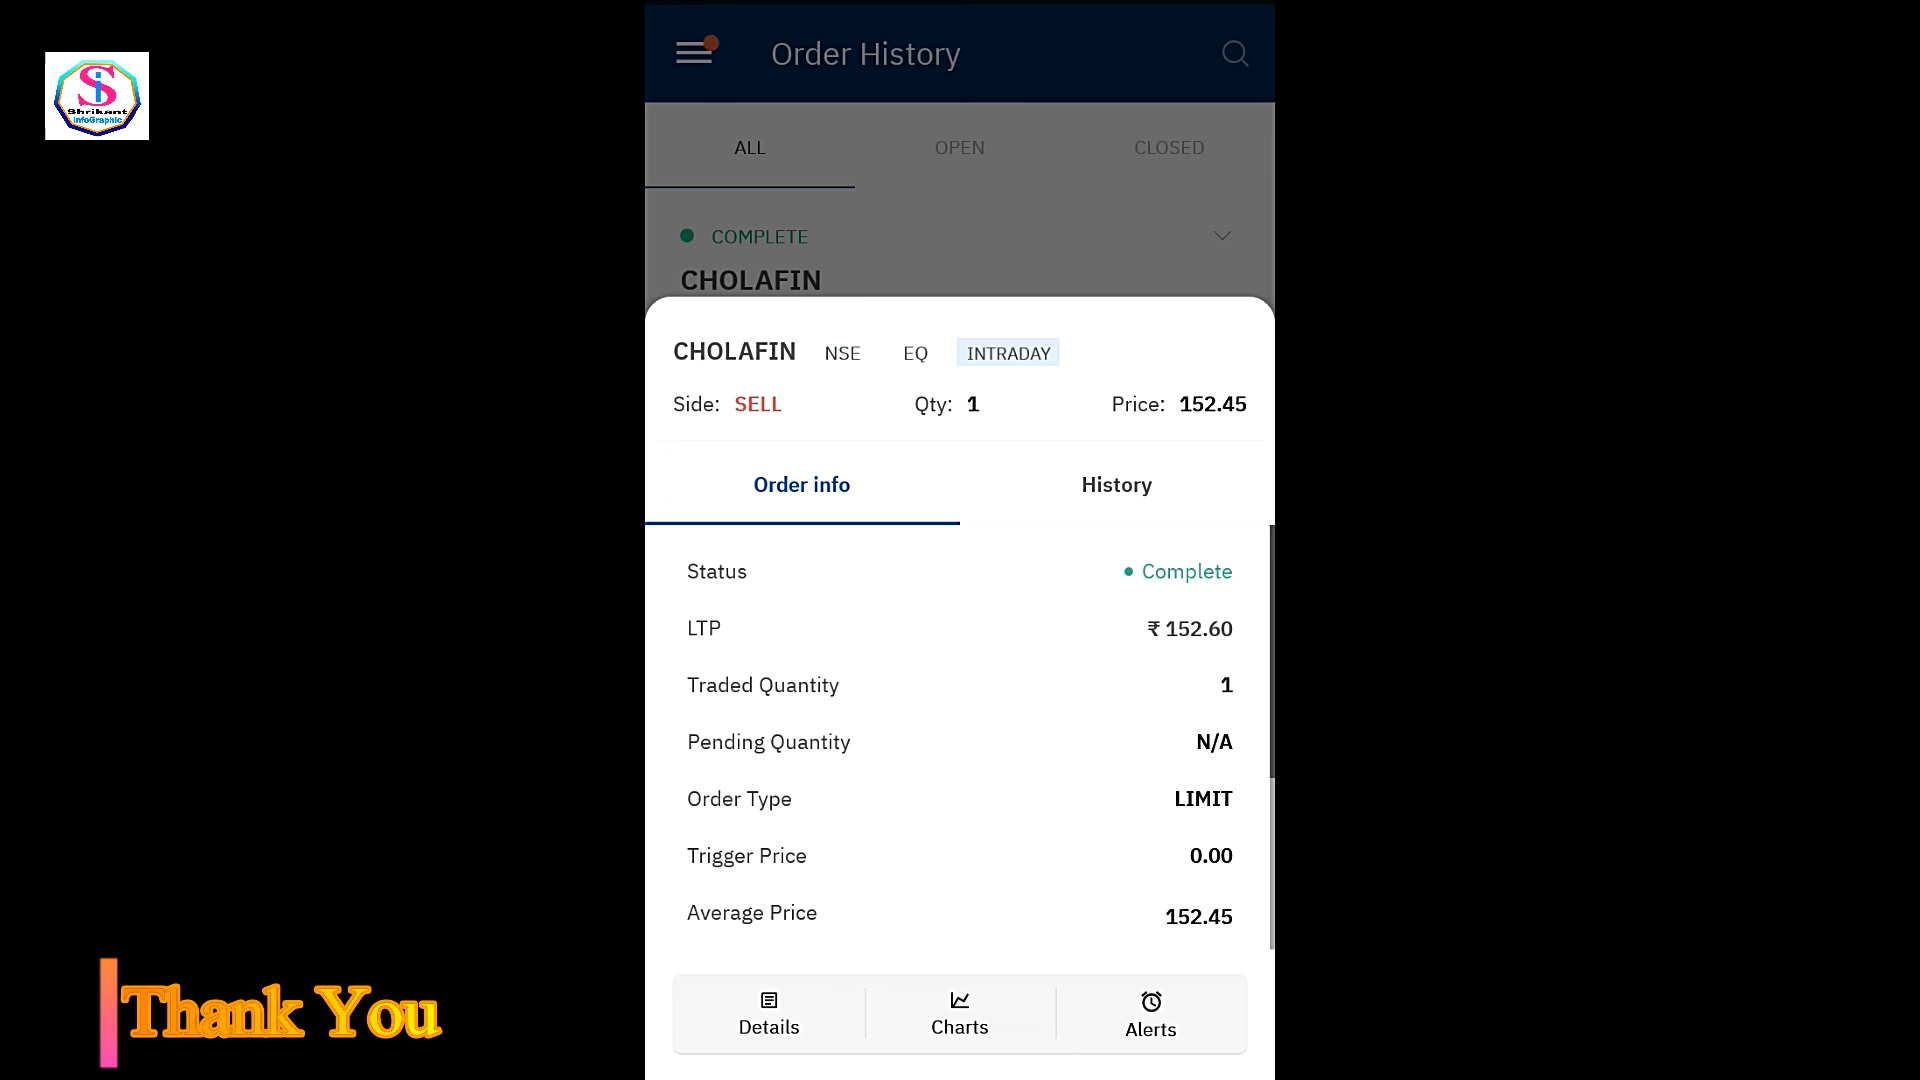 Order History
Si
Shrikant
InfoGraphic
ALL OPEN CLOSED
COMPLETE
CHOLAFIN
CHOLAFIN NSE EQ INTRADAY
Side: SELL Qty: 1 Price: 152.45
Order info History
Status Complete
LTP ₹ 152.60
Traded Quantity 1
Pending Quantity N/A
Order Type LIMIT
Trigger Price 0.00
Average Price 152.45
Details Charts Alerts
Thank You